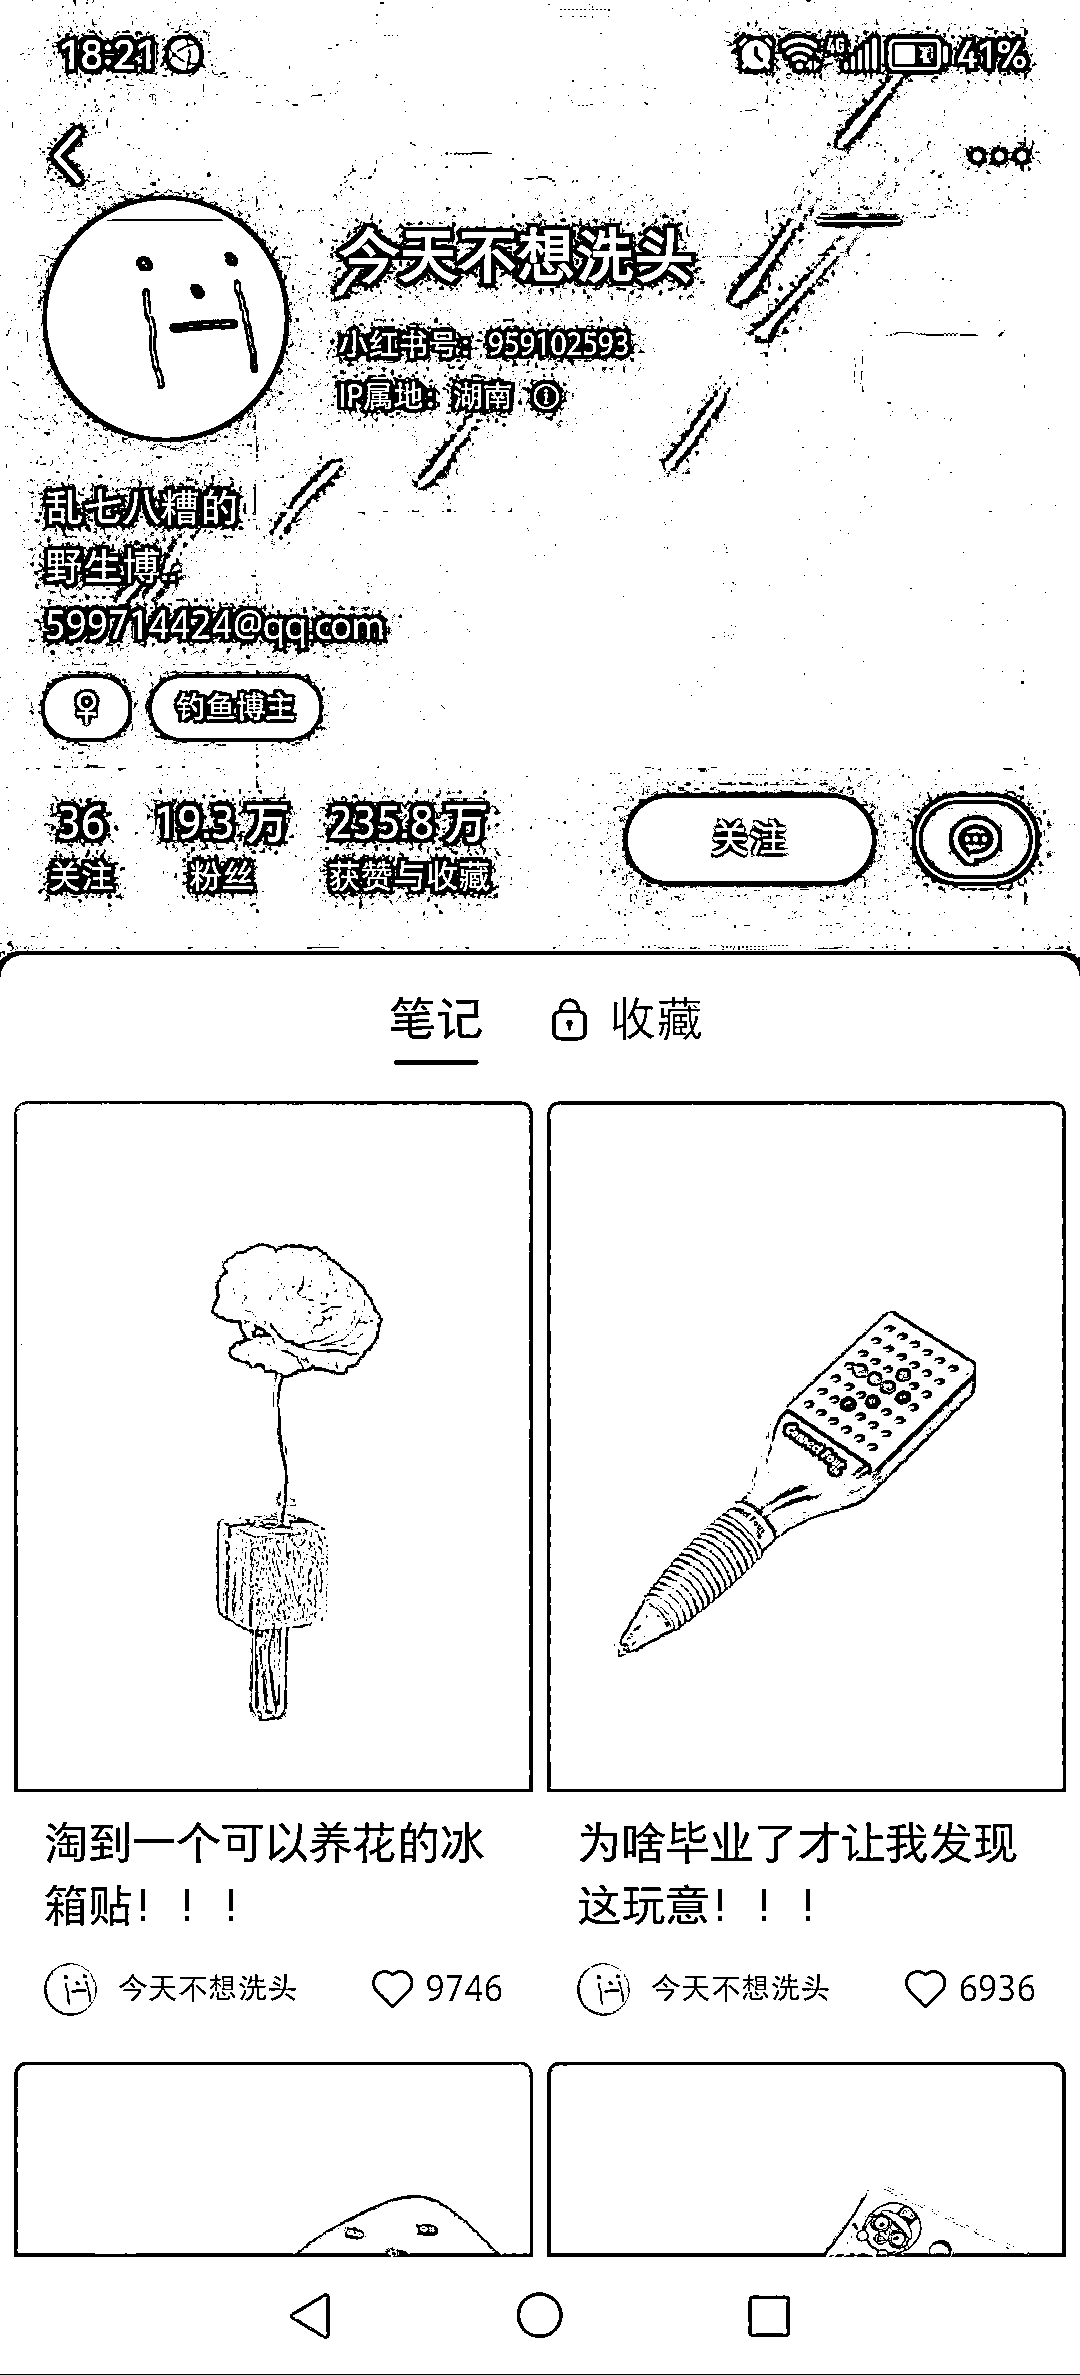 18:21
4G
41%
今天不想洗头
小红书号：959102593
IP属地：湖南
乱七八糟的
野生博.
599714424@qq.com
钓鱼博主
36 19.3万 235.8万
关注 粉丝 获赞与收藏
关注
笔记 收藏
淘到一个可以养花的冰
箱贴！！！
今天不想洗头 9746
为啥毕业了才让我发现
这玩意！！！
今天不想洗头 6936